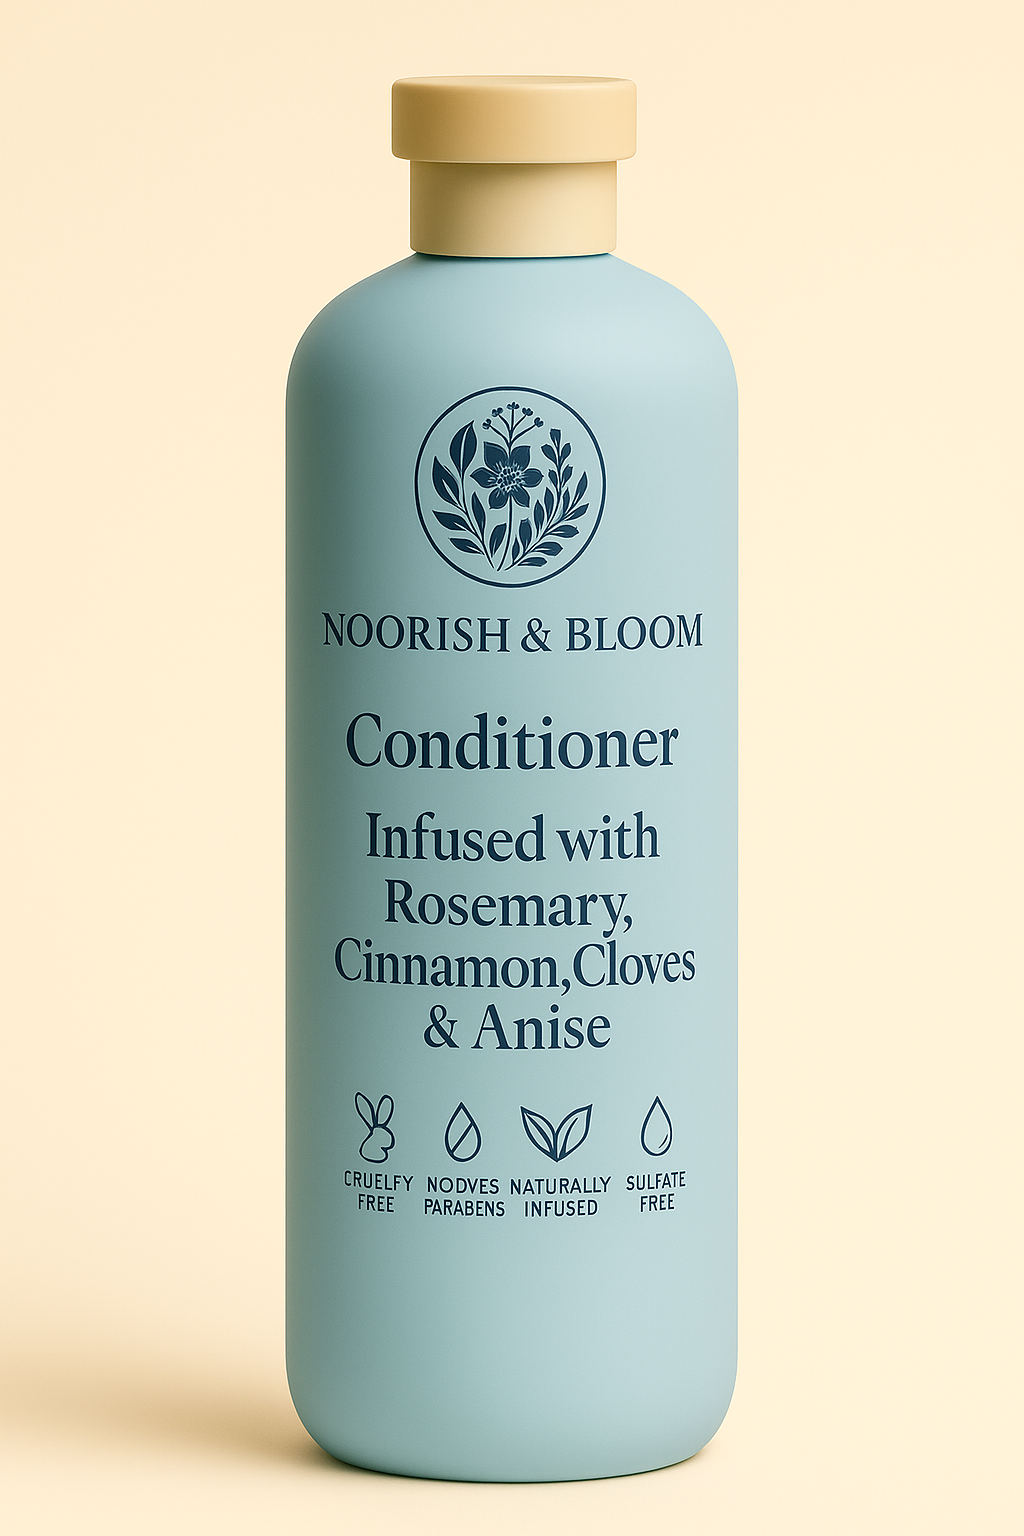 NOORISH & BLOOM
Conditioner
Infused with
Rosemary,
Cinnamon, Cloves
& Anise
CRUELFY
FREE
NODVES
PARABENS
NATURALLY
INFUSED
SULFATE
FREE